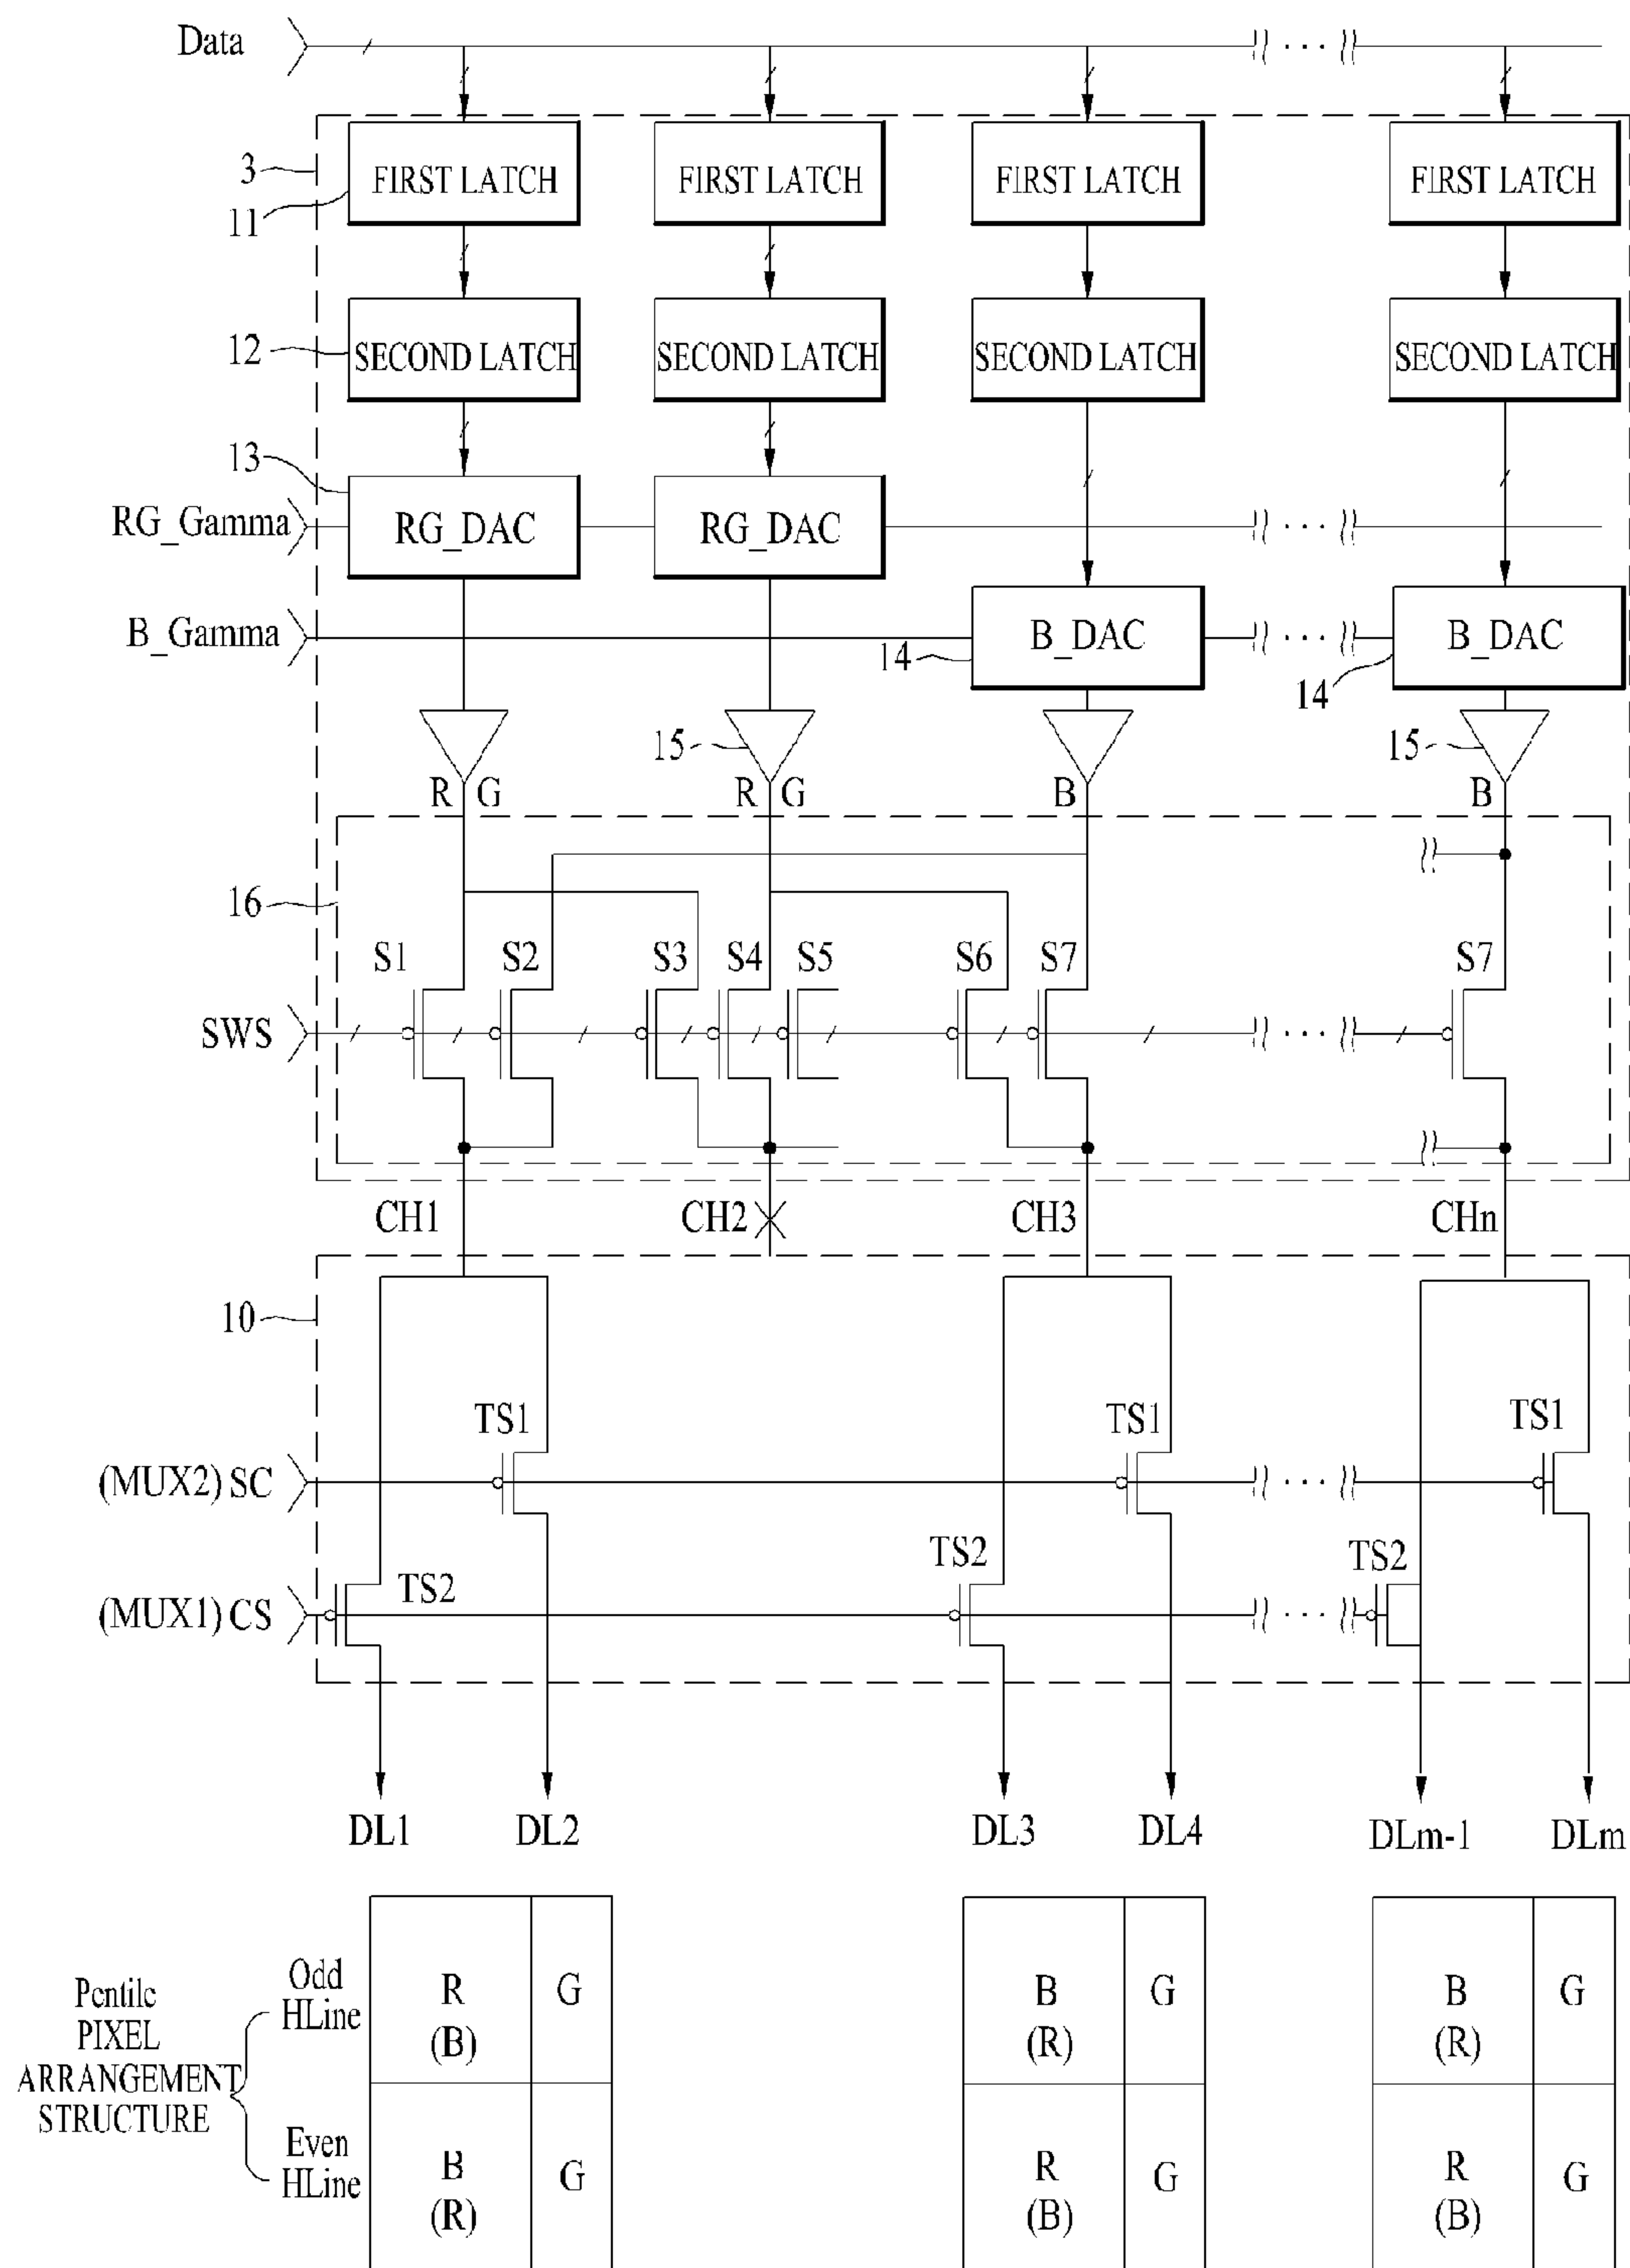 Data
3
FIRST LATCH FIRST LATCH FIRST LATCH FIRST LATCH
11
12
SECOND LATCH SECOND LATCH SECOND LATCH SECOND LATCH
13
RG_Gamma RG_DAC RG_DAC
B_Gamma B_DAC B_DAC
14 14
15 15
R G R G B B
16
S1 S2 S3 S4 S5 S6 S7 S7
SWS
CH1 CH2 CH3 CHn
10
TS1 TS1 TS1
(MUX2) SC
TS2 TS2 TS2
(MUX1) CS
DL1 DL2 DL3 DL4 DLm-1 DLm
Pentile
PIXEL
ARRANGEMENT
STRUCTURE
Odd
HLine
R G B G B G
(B) (R) (R)
Even
HLine
B G R G R G
(R) (B) (B)